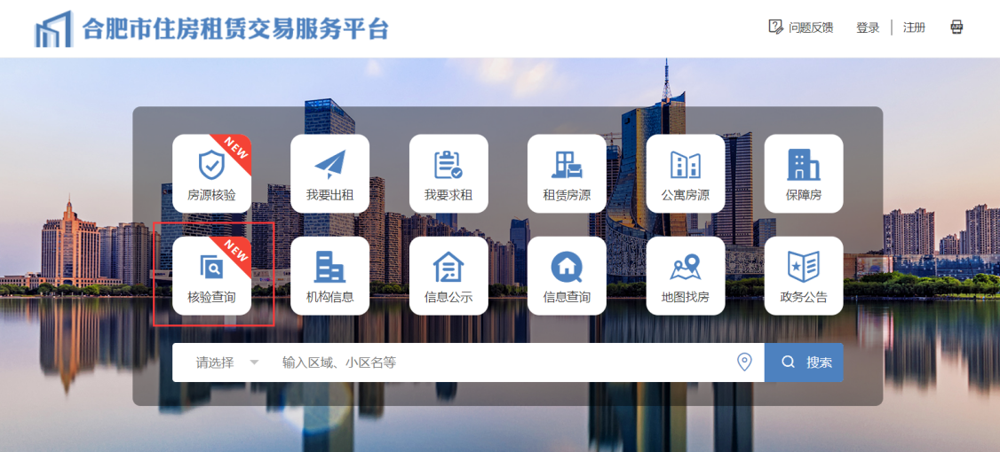 合肥市住房租赁交易服务平台
问题反馈 登录 注册 APP
NEW
房源核验 我要出租 我要求租 租赁房源 公寓房源 保障房
NEW
核验查询 机构信息 信息公示 信息查询 地图找房 政务公告
请选择 输入区域、小区名等 搜索